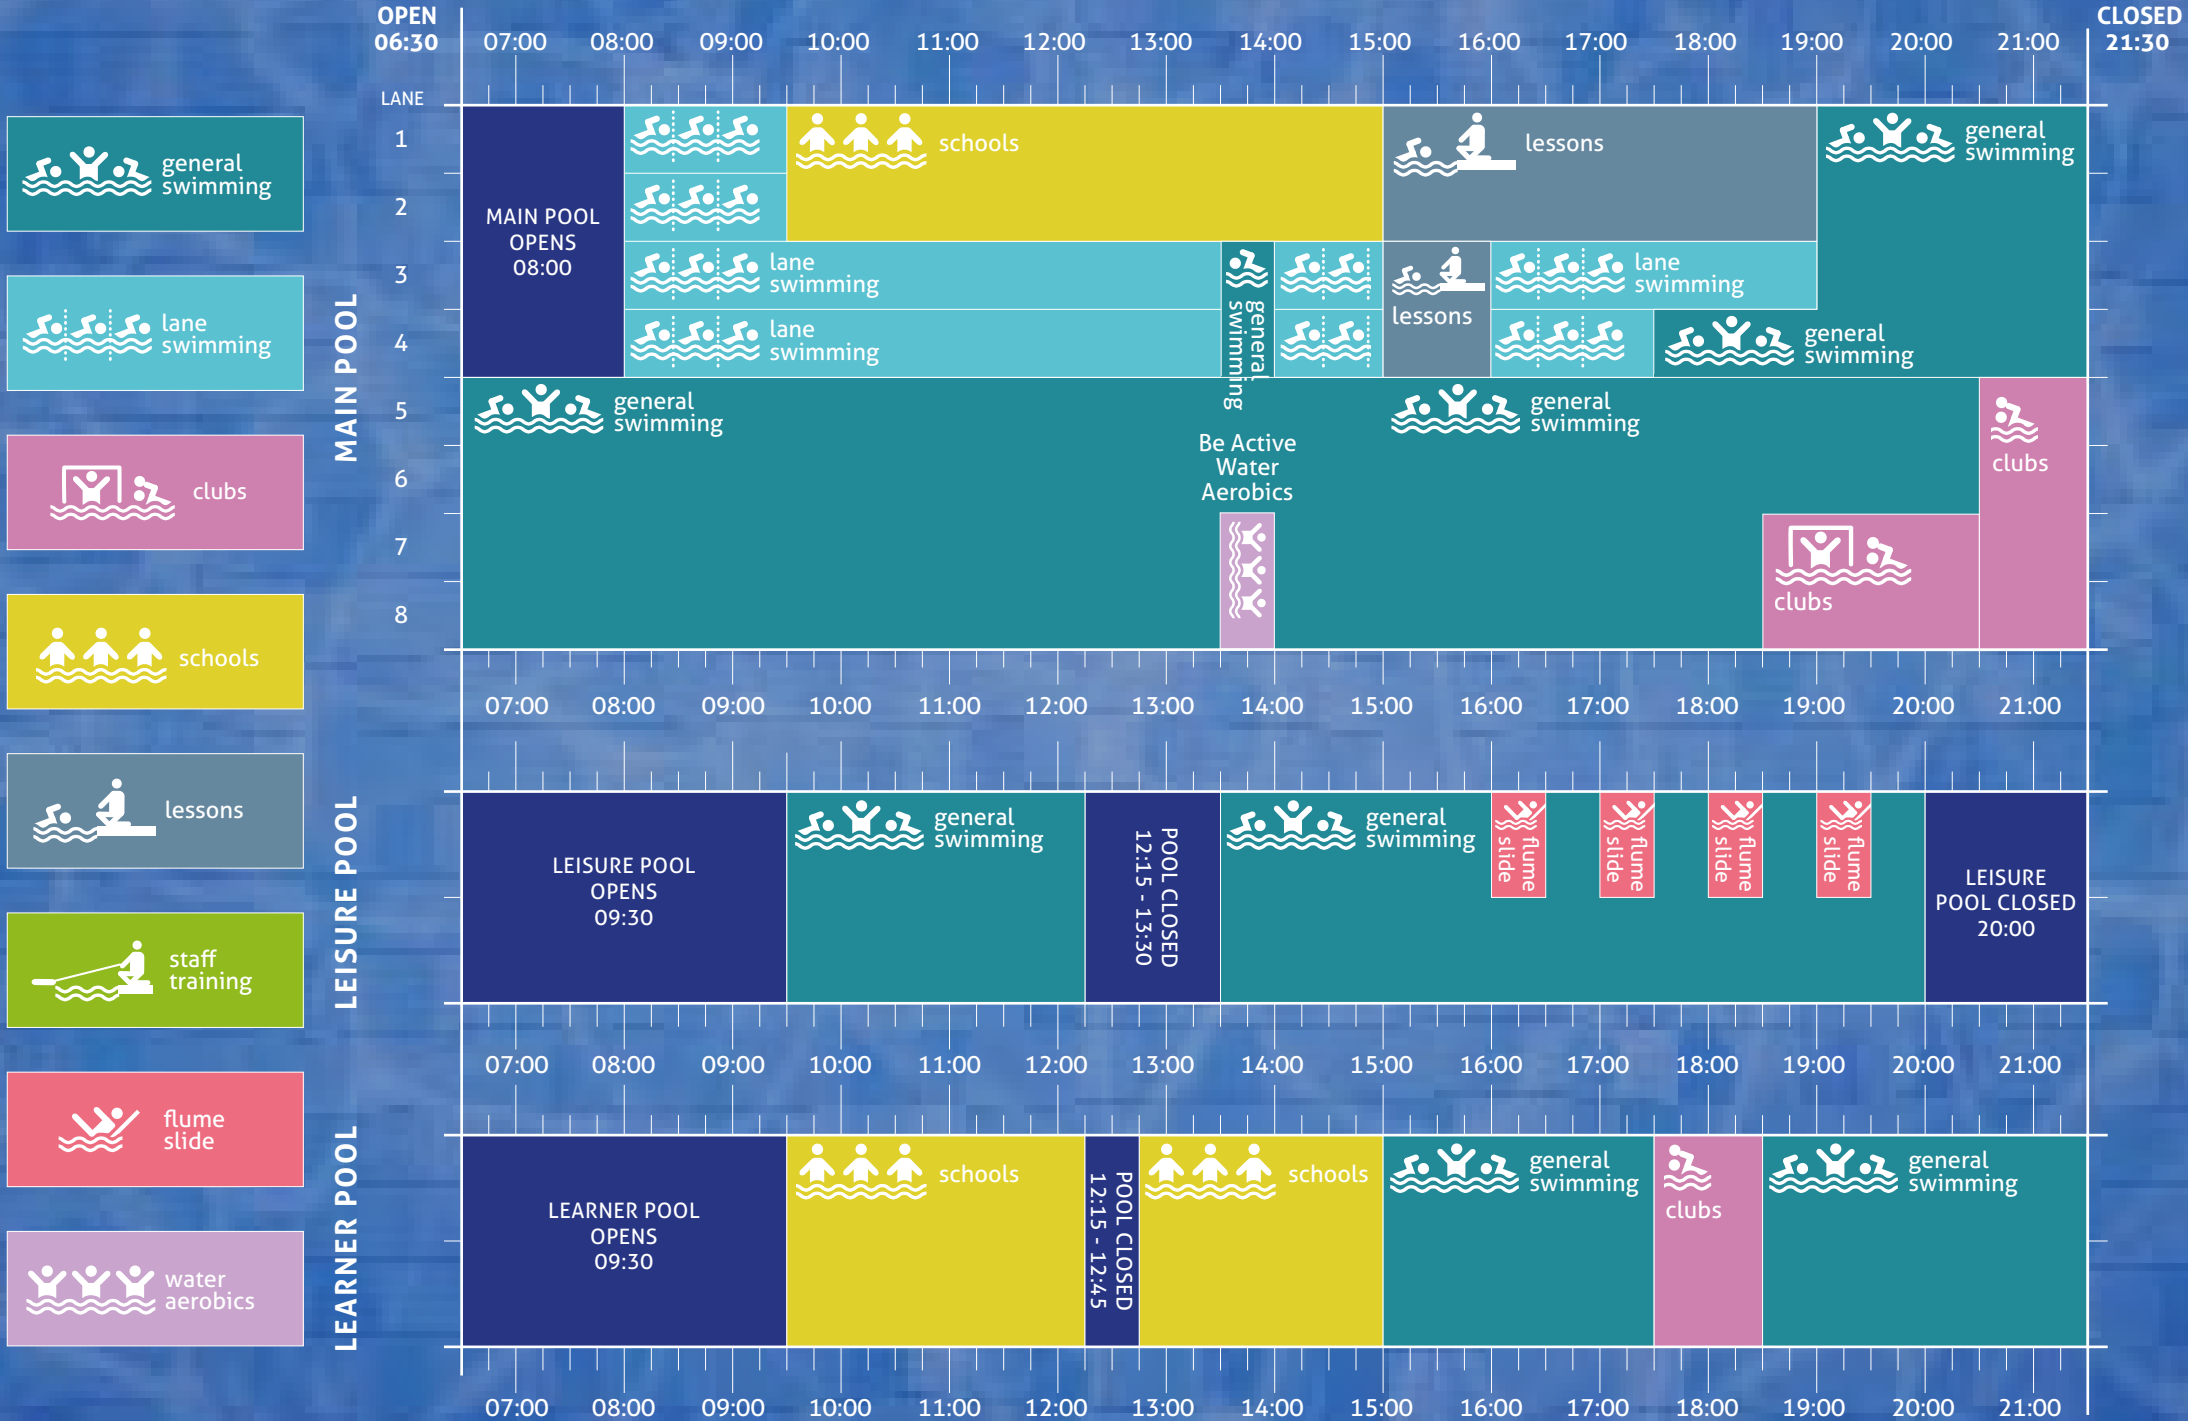 OPEN
06:30
07:00 08:00 09:00 10:00 11:00 12:00 13:00 14:00 15:00 16:00 17:00 18:00 19:00 20:00 21:00
CLOSED
21:30
LANE
general
swimming
lane
swimming
clubs
schools
lessons
staff
training
flume
slide
water
aerobics
MAIN POOL
1
2
3
4
5
6
7
8
MAIN POOL
OPENS
08:00
schools
lessons
general
swimming
lane
swimming
general
swimming
lessons
lane
swimming
lane
swimming
general
swimming
general
swimming
Be Active
Water
Aerobics
general
swimming
clubs
clubs
07:00 08:00 09:00 10:00 11:00 12:00 13:00 14:00 15:00 16:00 17:00 18:00 19:00 20:00 21:00
LEISURE POOL
LEISURE POOL
OPENS
09:30
general
swimming
POOL CLOSED
12:15 - 13:30
general
swimming
flume
slide
flume
slide
flume
slide
flume
slide
LEISURE
POOL CLOSED
20:00
07:00 08:00 09:00 10:00 11:00 12:00 13:00 14:00 15:00 16:00 17:00 18:00 19:00 20:00 21:00
LEARNER POOL
LEARNER POOL
OPENS
09:30
schools
POOL CLOSED
12:15 - 12:45
schools
general
swimming
clubs
general
swimming
07:00 08:00 09:00 10:00 11:00 12:00 13:00 14:00 15:00 16:00 17:00 18:00 19:00 20:00 21:00